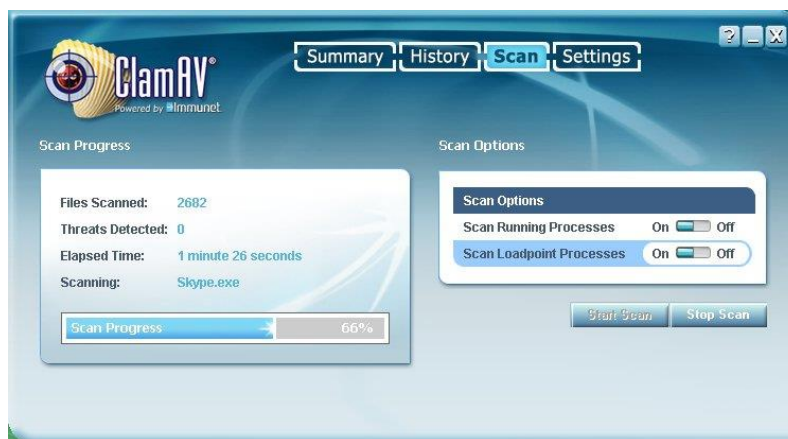 Summary History Scan Settings
? _ X
ClamAV®
Powered by Immunet
Scan Progress
Files Scanned: 2682
Threats Detected: 0
Elapsed Time: 1 minute 26 seconds
Scanning: Skype.exe
Scan Progress 66%
Scan Options
Scan Options
Scan Running Processes On Off
Scan Loadpoint Processes On Off
Start Scan Stop Scan